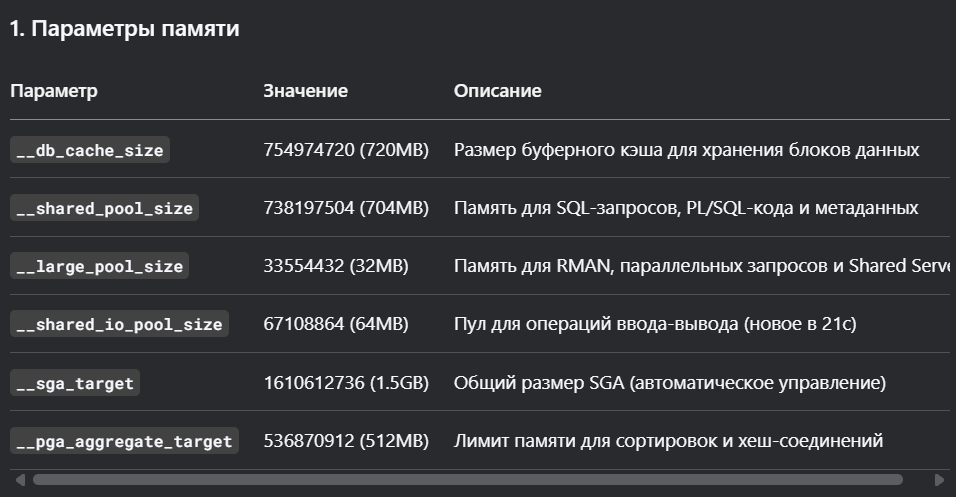 1. Параметры памяти
Параметр Значение Описание
__db_cache_size 754974720 (720MB) Размер буферного кэша для хранения блоков данных
__shared_pool_size 738197504 (704MB) Память для SQL-запросов, PL/SQL-кода и метаданных
__large_pool_size 33554432 (32MB) Память для RMAN, параллельных запросов и Shared Serve
__shared_io_pool_size 67108864 (64MB) Пул для операций ввода-вывода (новое в 21c)
__sga_target 1610612736 (1.5GB) Общий размер SGA (автоматическое управление)
__pga_aggregate_target 536870912 (512MB) Лимит памяти для сортировок и хеш-соединений